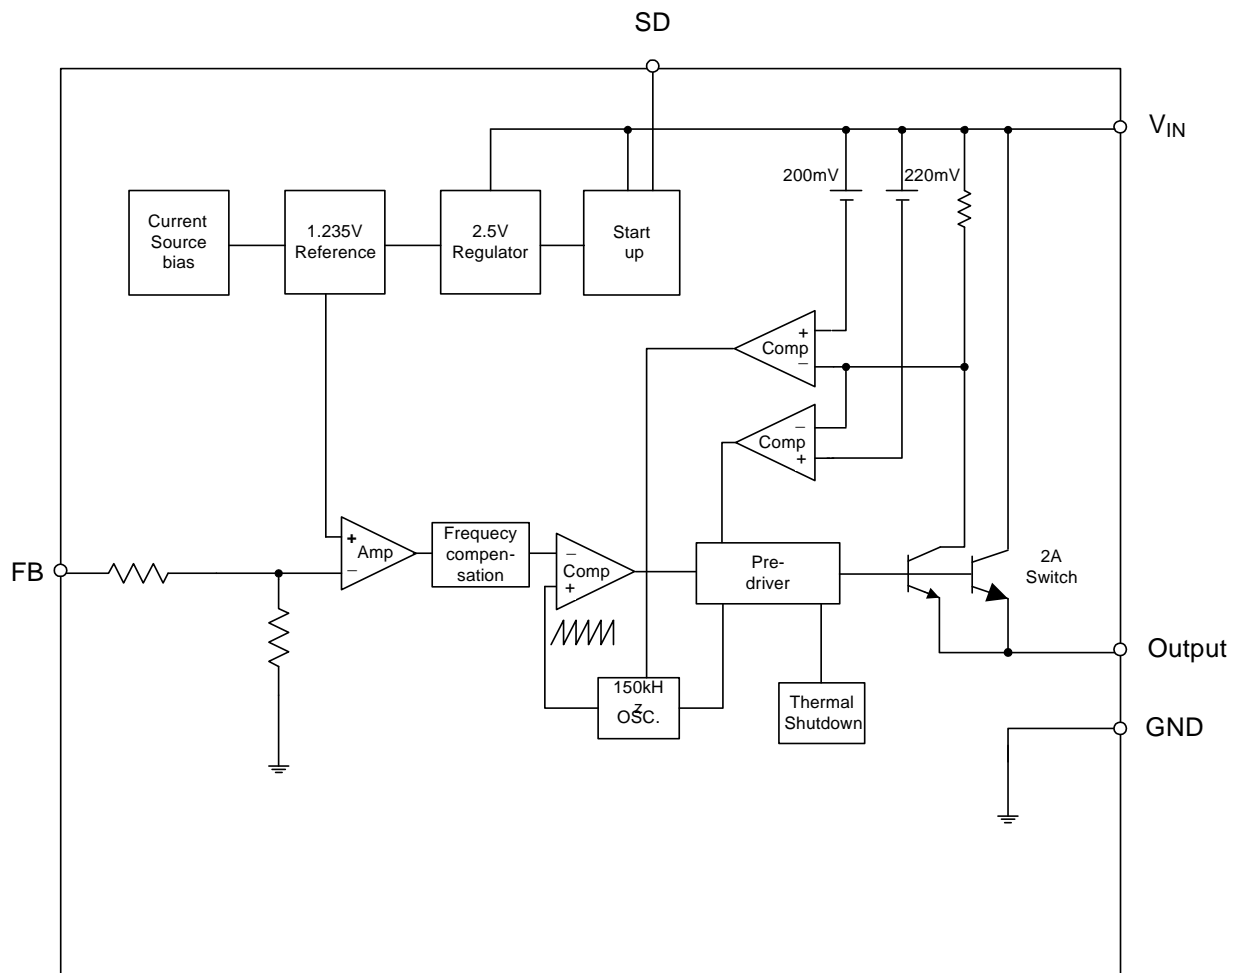 SD
V_IN
200mV
220mV
Current
Source
bias
1.235V
Reference
2.5V
Regulator
Start
up
+
Comp
−
−
Comp
+
+
Amp
−
Frequecy
compen-
sation
−
Comp
+
Pre-
driver
2A
Switch
FB
Output
150kH
z
OSC.
Thermal
Shutdown
GND